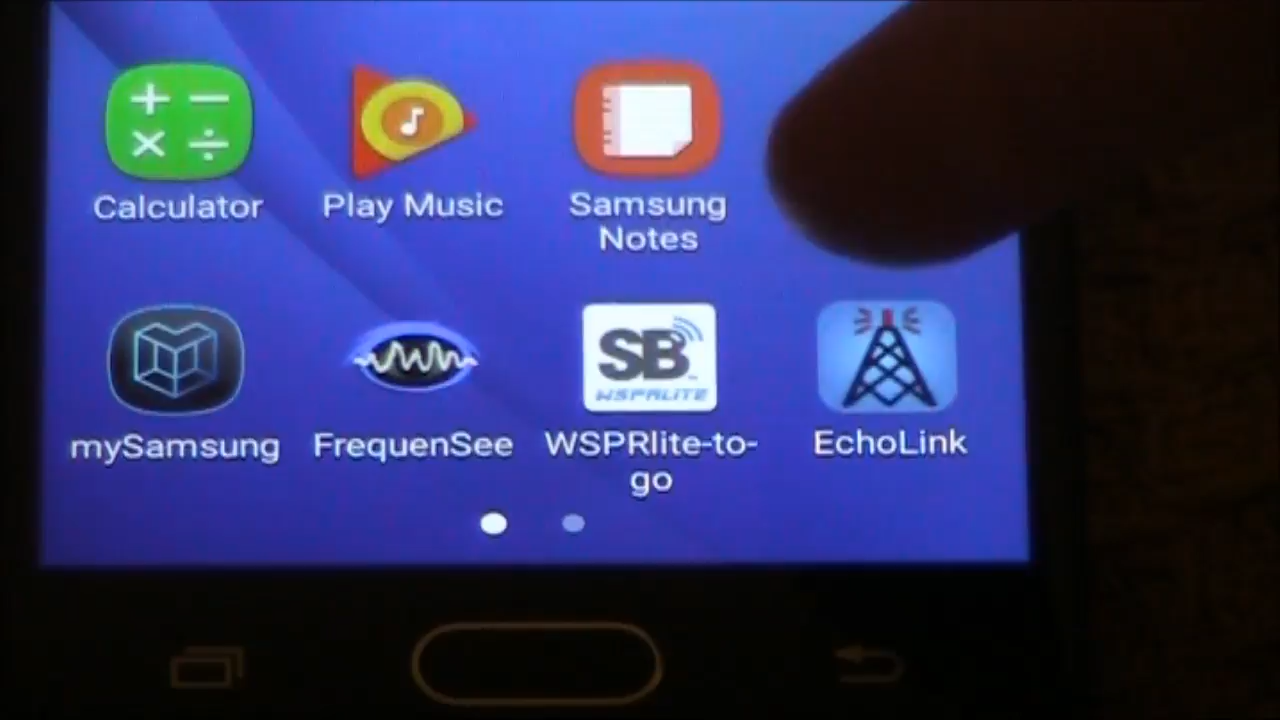 Calculator
Play Music
Samsung
Notes
SB
WSPRLITE
mySamsung
FrequenSee
WSPRlite-to-
go
EchoLink